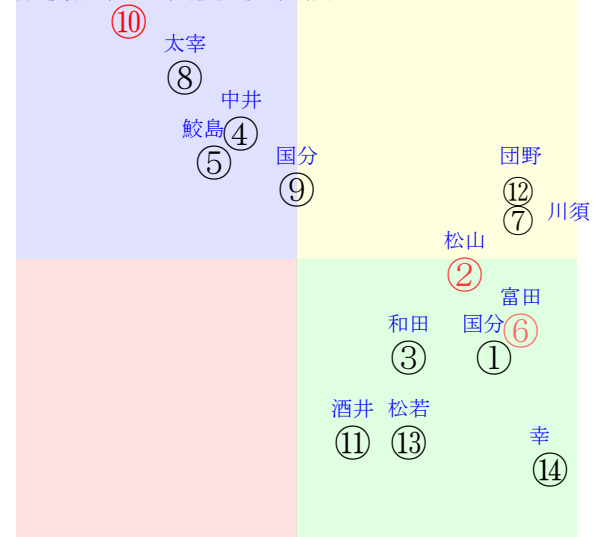 ⑩
太宰
⑧
中井
④
鮫島
⑤
国分
⑨
団野
⑫
⑦
川須
松山
②
富田
⑥
和田
③
国分
①
酒井
⑪
松若
⑬
幸
⑭